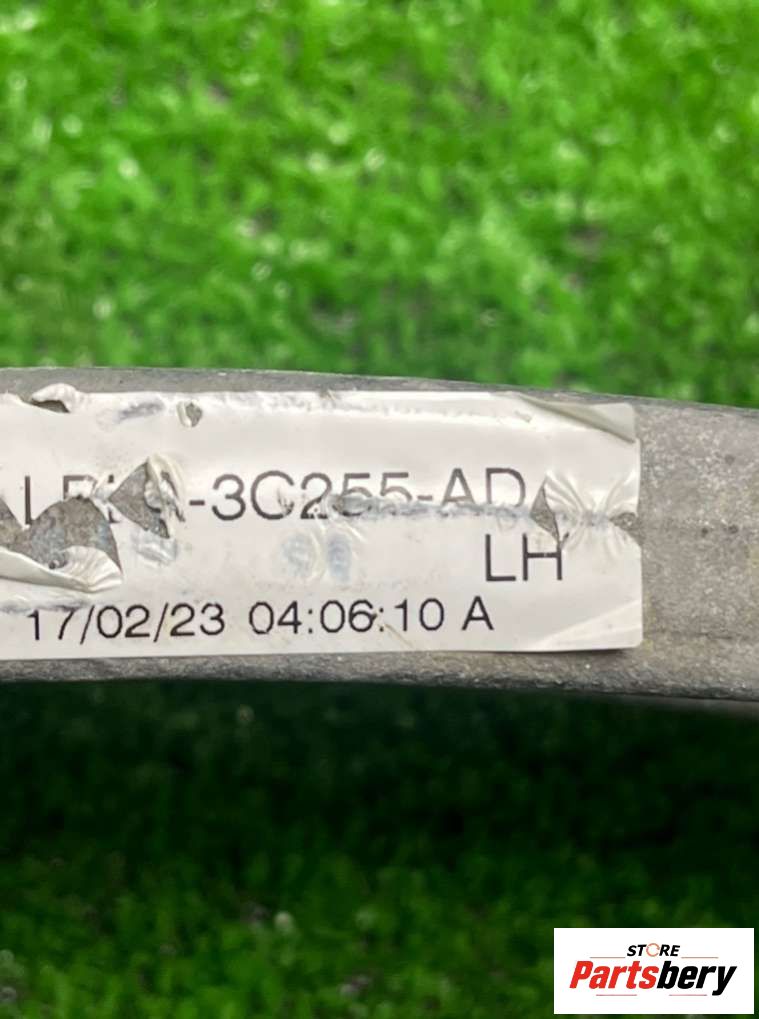 -3C255-AD
LH
17/02/23 04:06:10 A
STORE
Partsbery